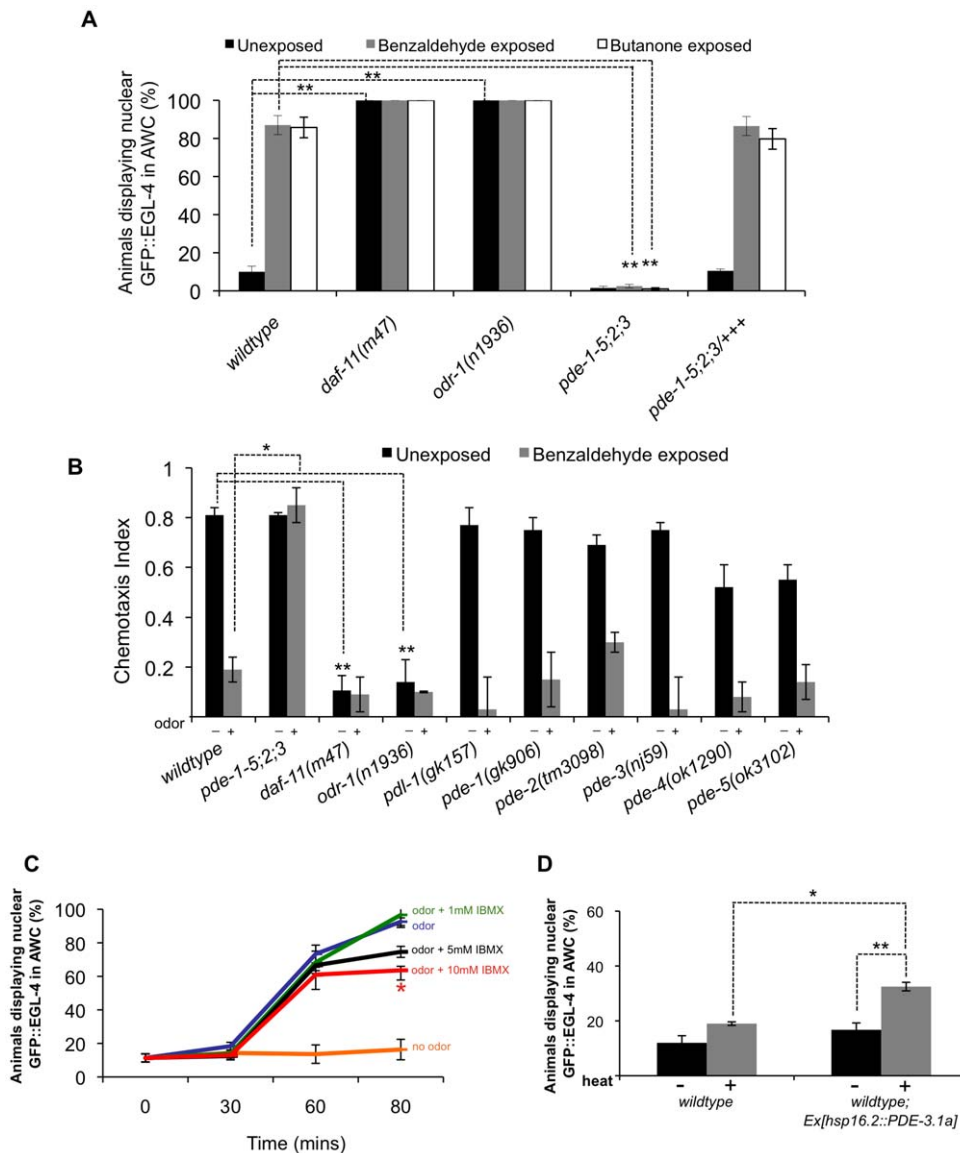 A
Unexposed Benzaldehyde exposed Butanone exposed
**
**
Animals displaying nuclear
GFP::EGL-4 in AWC (%)
100
80
60
40
20
0
** **
wildtype
daf-11(m47)
odr-1(n1936)
pde-1-5;2;3
pde-1-5;2;3/+++
B
Unexposed Benzaldehyde exposed
*
Chemotaxis Index
1
0.8
0.6
0.4
0.2
** **
odor
− + − + − + − + − + − + − + − + − + − +
wildtype
pde-1-5;2;3
daf-11(m47)
odr-1(n1936)
pdl-1(gk157)
pde-1(gk906)
pde-2(tm3098)
pde-3(nj59)
pde-4(ok1290)
pde-5(ok3102)
C
Animals displaying nuclear
GFP::EGL-4 in AWC (%)
100
80
60
40
20
0
odor + 1mM IBMX
odor
odor + 5mM IBMX
odor + 10mM IBMX
*
no odor
0 30 60 80
Time (mins)
D
Animals displaying nuclear
GFP::EGL-4 in AWC (%)
60
40
20
*
**
heat
- + - +
wildtype wildtype;
Ex[hsp16.2::PDE-3.1a]